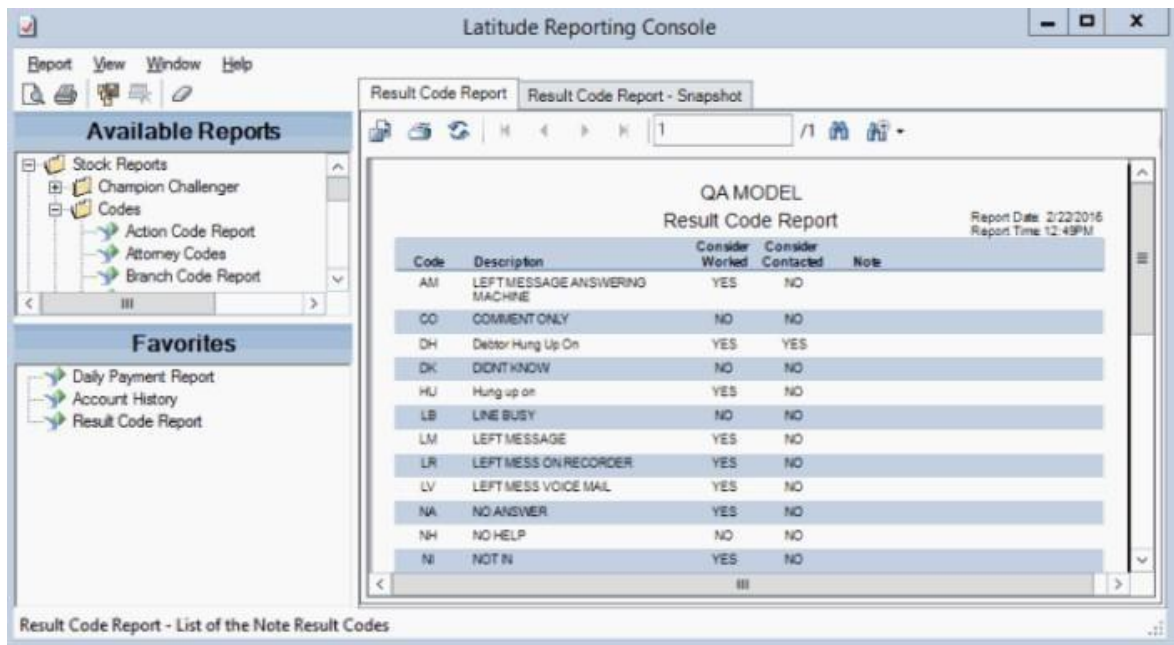 Latitude Reporting Console
Report View Window Help
Available Reports
Stock Reports
Champion Challenger
Codes
Action Code Report
Attorney Codes
Branch Code Report
Favorites
Daily Payment Report
Account History
Result Code Report
Result Code Report Result Code Report - Snapshot
1 /1
QA MODEL
Result Code Report
Report Date: 2/22/2016
Report Time: 12:49PM
Code Description Consider Worked Consider Contacted Note
AM LEFT MESSAGE ANSWERING MACHINE YES NO
CO COMMENT ONLY NO NO
DH Debtor Hung Up On YES YES
DK DIDNT KNOW NO NO
HU Hung up on YES NO
LB LINE BUSY NO NO
LM LEFT MESSAGE YES NO
LR LEFT MESS ON RECORDER YES NO
LV LEFT MESS VOICE MAIL YES NO
NA NO ANSWER YES NO
NH NO HELP NO NO
NI NOT IN YES NO
Result Code Report - List of the Note Result Codes